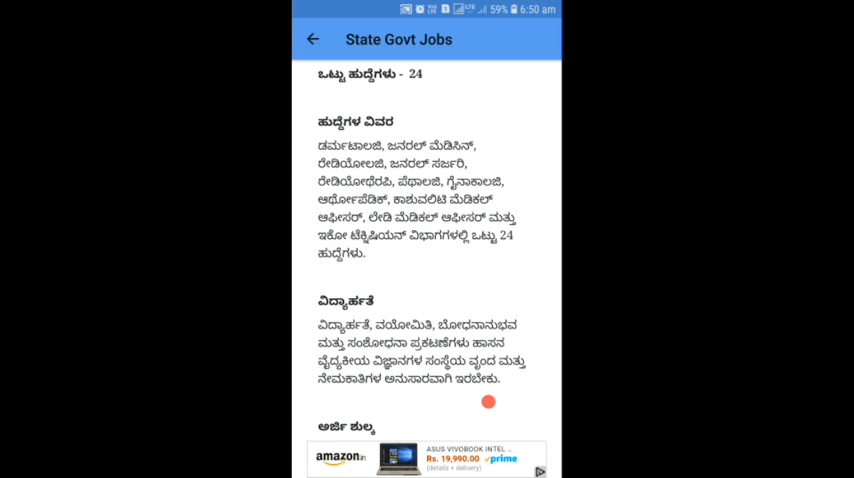 59% 6:50 am
State Govt Jobs
ಒಟ್ಟು ಹುದ್ದೆಗಳು - 24
ಹುದ್ದೆಗಳ ವಿವರ
ಡರ್ಮಟಾಲಜಿ, ಜನರಲ್ ಮೆಡಿಸಿನ್,
ರೇಡಿಯೋಲಜಿ, ಜನರಲ್ ಸರ್ಜರಿ,
ರೇಡಿಯೋಥೆರಪಿ, ಪೆಥಾಲಜಿ, ಗೈನಾಕಾಲಜಿ,
ಆರ್ಥೋಪೆಡಿಕ್, ಕಾಶುವಲಿಟಿ ಮೆಡಿಕಲ್
ಆಫೀಸರ್, ಲೇಡಿ ಮೆಡಿಕಲ್ ಆಫೀಸರ್ ಮತ್ತು
ಇಕೋ ಟೆಕ್ನಿಷಿಯನ್ ವಿಭಾಗಗಳಲ್ಲಿ ಒಟ್ಟು 24
ಹುದ್ದೆಗಳು.
ವಿದ್ಯಾರ್ಹತೆ
ವಿದ್ಯಾರ್ಹತೆ, ವಯೋಮಿತಿ, ಬೋಧನಾನುಭವ
ಮತ್ತು ಸಂಶೋಧನಾ ಪ್ರಕಟಣೆಗಳು ಹಾಸನ
ವೈದ್ಯಕೀಯ ವಿಜ್ಞಾನಗಳ ಸಂಸ್ಥೆಯ ವೃಂದ ಮತ್ತು
ನೇಮಕಾತಿಗಳ ಅನುಸಾರವಾಗಿ ಇರಬೇಕು.
ಅರ್ಜಿ ಶುಲ್ಕ
amazon.in
ASUS VIVOBOOK INTEL ...
Rs. 19,990.00 prime
(details + delivery)